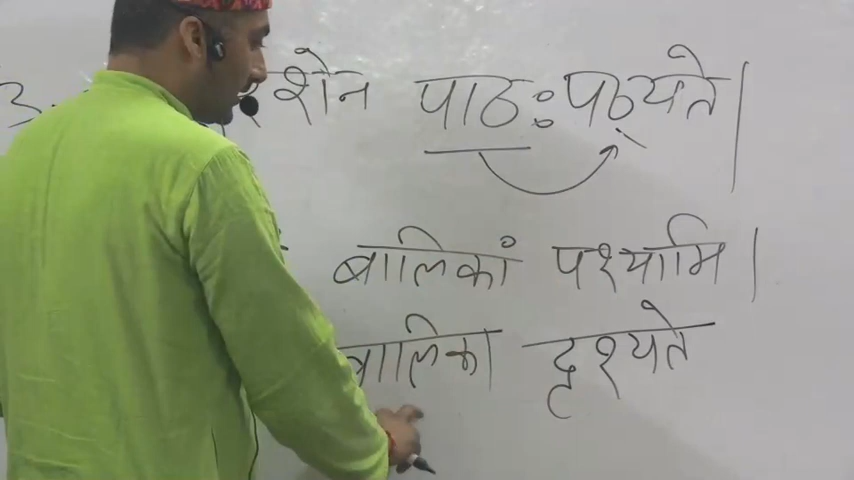 पाठः पठ्यते।
बालिकां पश्यामि।
बालिका दृश्यते